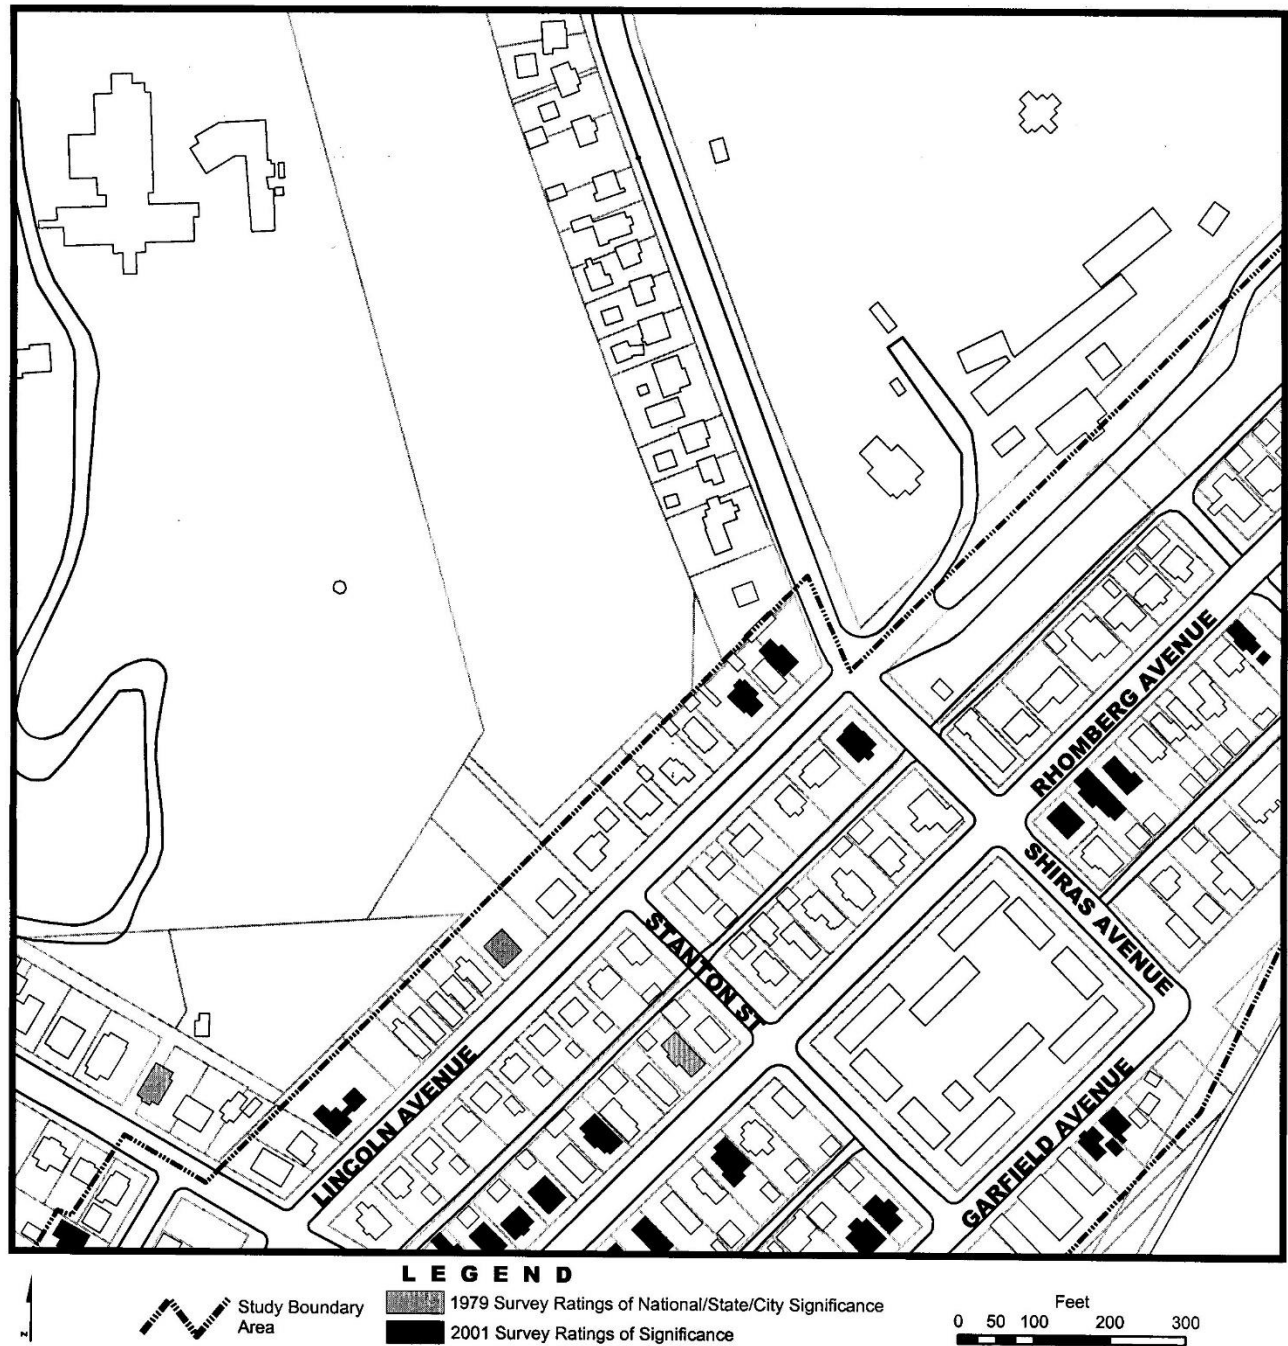 RHOMBERG AVENUE
SHIRAS AVENUE
STANTON ST
LINCOLN AVENUE
GARFIELD AVENUE
LEGEND
N
Study Boundary
Area
1979 Survey Ratings of National/State/City Significance
2001 Survey Ratings of Significance
Feet
0 50 100 200 300